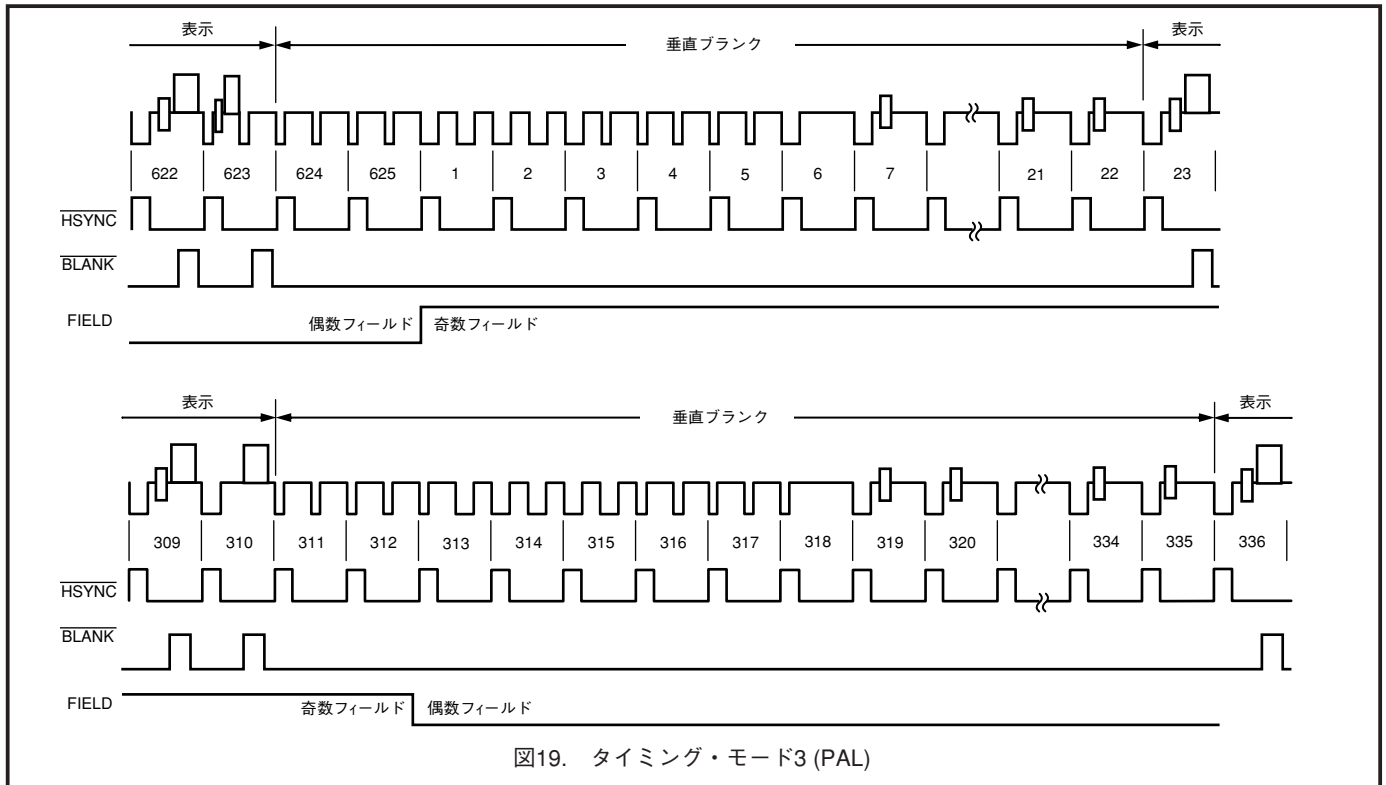 表示 垂直ブランク 表示
622 623 624 625 1 2 3 4 5 6 7 21 22 23
HSYNC
BLANK
FIELD 偶数フィールド 奇数フィールド
表示 垂直ブランク 表示
309 310 311 312 313 314 315 316 317 318 319 320 334 335 336
HSYNC
BLANK
FIELD 奇数フィールド 偶数フィールド
図19. タイミング・モード3 (PAL)